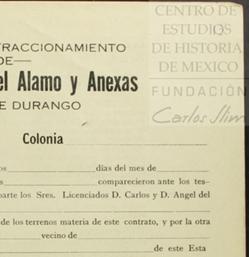 CENTRO DE
ESTUDIOS
DE HISTORIA
DE MEXICO
FUNDACIÓN
Carlos Slim
TRACCIONAMIENTO
DE—
el Alamo y Anexas
E DURANGO
Colonia
os días del mes de
s comparecieron ante los tes-
parte los Sres. Licenciados D. Carlos y D. Angel del
de los terrenos materia de este contrato, y por la otra
vecino de
de este Esta